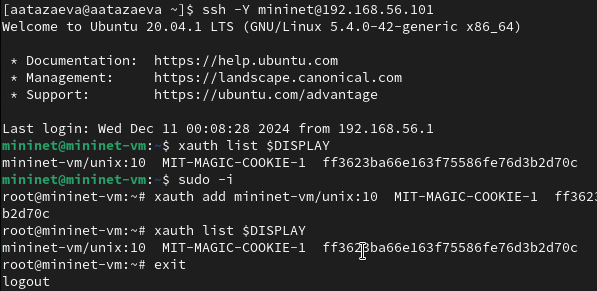 [aatazaeva@aatazaeva ~]$ ssh -Y mininet@192.168.56.101
Welcome to Ubuntu 20.04.1 LTS (GNU/Linux 5.4.0-42-generic x86_64)
* Documentation:  https://help.ubuntu.com
* Management:     https://landscape.canonical.com
* Support:        https://ubuntu.com/advantage
Last login: Wed Dec 11 00:08:28 2024 from 192.168.56.1
mininet@mininet-vm:~$ xauth list $DISPLAY
mininet-vm/unix:10  MIT-MAGIC-COOKIE-1  ff3623ba66e163f75586fe76d3b2d70c
mininet@mininet-vm:~$ sudo -i
root@mininet-vm:~# xauth add mininet-vm/unix:10  MIT-MAGIC-COOKIE-1  ff3623
b2d70c
root@mininet-vm:~# xauth list $DISPLAY
mininet-vm/unix:10  MIT-MAGIC-COOKIE-1  ff3623ba66e163f75586fe76d3b2d70c
root@mininet-vm:~# exit
logout